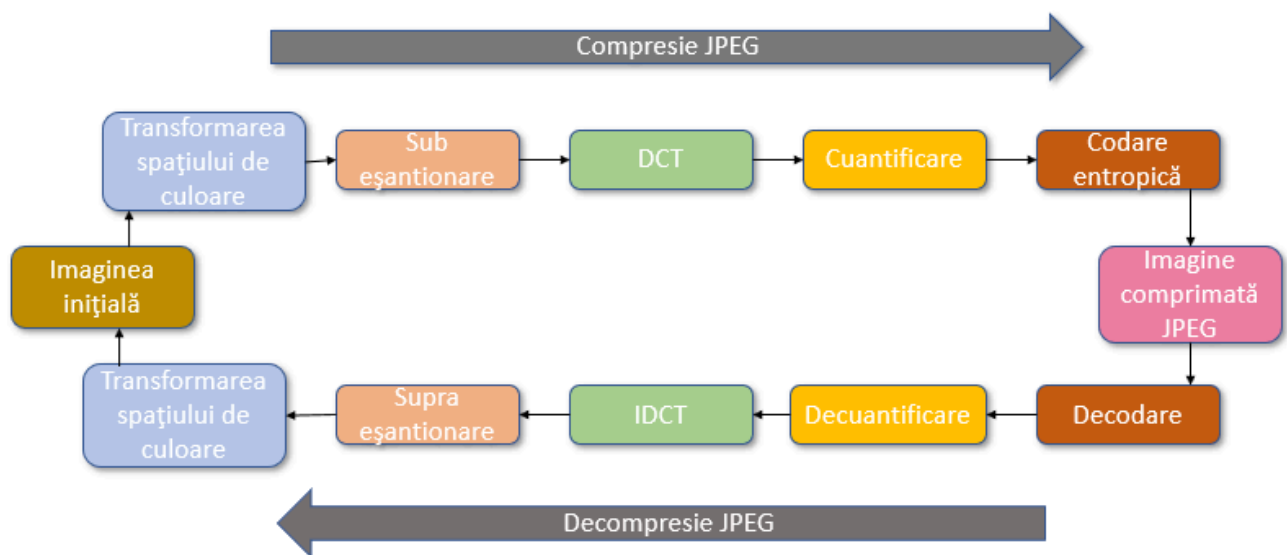 Compresie JPEG
Transformarea
spaţiului de
culoare
Sub
eşantionare
DCT
Cuantificare
Codare
entropică
Imaginea
iniţială
Imagine
comprimată
JPEG
Transformarea
spaţiului de
culoare
Supra
eşantionare
IDCT
Decuantificare
Decodare
Decompresie JPEG